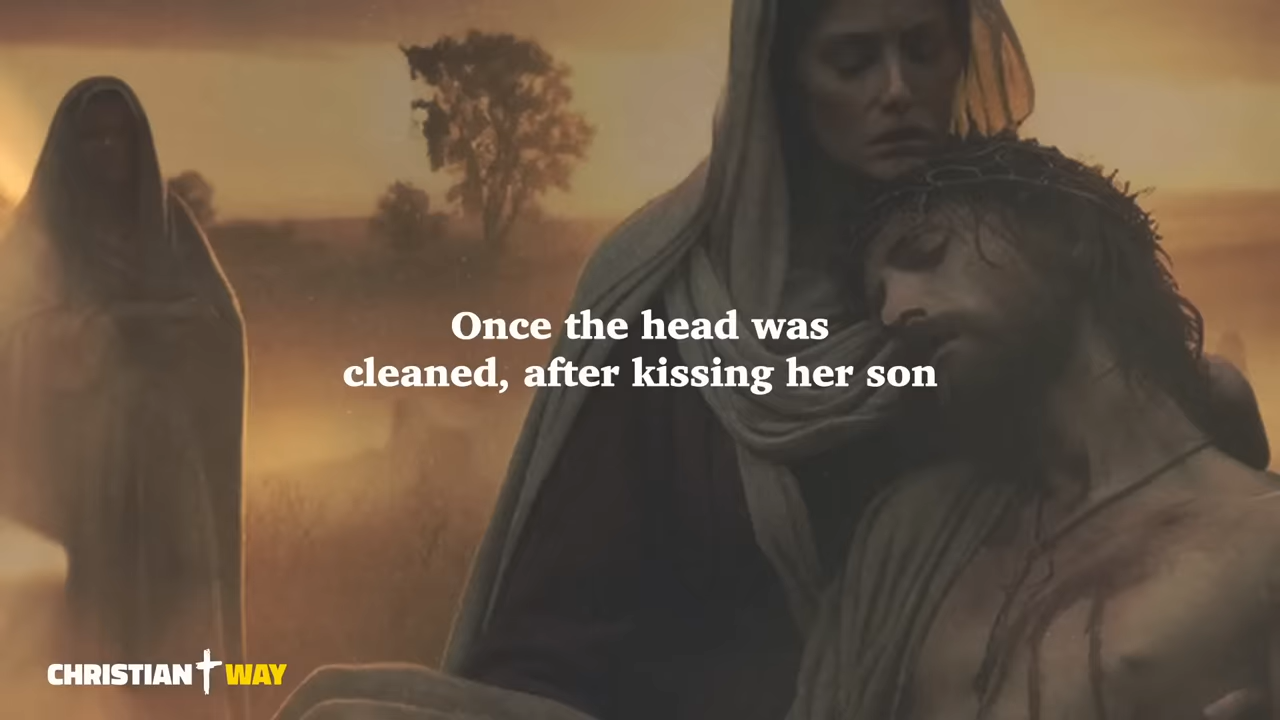 Once the head was
cleaned, after kissing her son
CHRISTIAN WAY